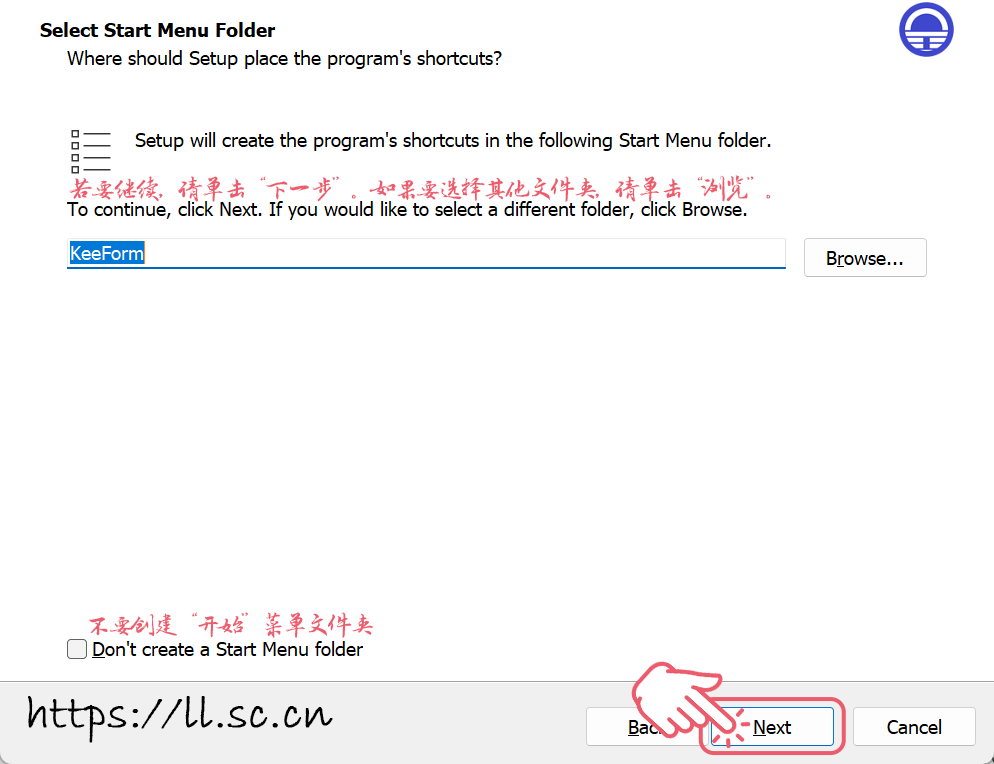 Select Start Menu Folder
Where should Setup place the program's shortcuts?
Setup will create the program's shortcuts in the following Start Menu folder.
若要继续，请单击“下一步”。如果要选择其他文件夹，请单击“浏览”。
To continue, click Next. If you would like to select a different folder, click Browse.
KeeForm
Browse...
不要创建“开始”菜单文件夹
Don't create a Start Menu folder
https://ll.sc.cn
Next
Cancel